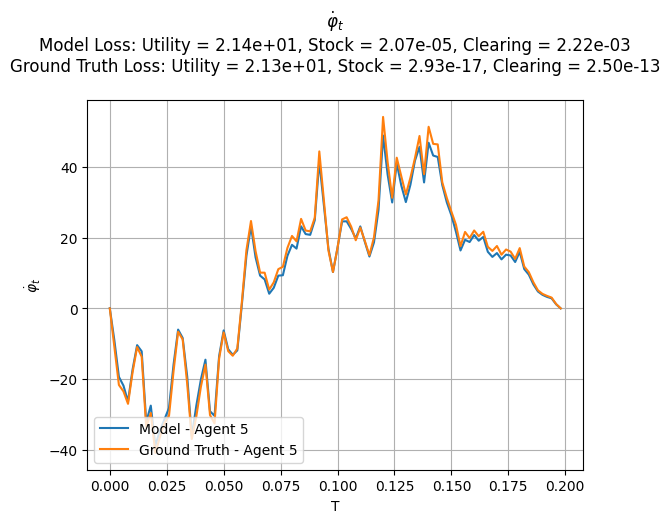 φ̇ₜ
Model Loss: Utility = 2.14e+01, Stock = 2.07e-05, Clearing = 2.22e-03
Ground Truth Loss: Utility = 2.13e+01, Stock = 2.93e-17, Clearing = 2.50e-13
40
20
0
−20
−40
φ̇ₜ
Model - Agent 5
Ground Truth - Agent 5
0.000 0.025 0.050 0.075 0.100 0.125 0.150 0.175 0.200
T